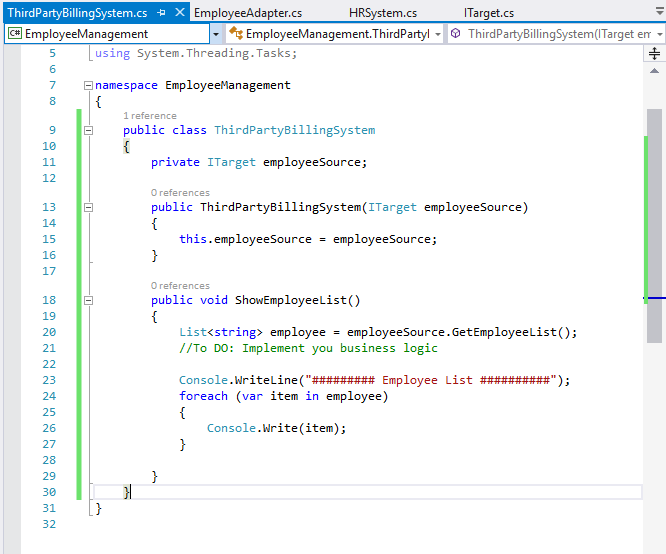 ThirdPartyBillingSystem.cs EmployeeAdapter.cs HRSystem.cs ITarget.cs
C# EmployeeManagement EmployeeManagement.ThirdPartyI ThirdPartyBillingSystem(ITarget em
5 using System.Threading.Tasks;
6
7 namespace EmployeeManagement
8 {
1 reference
9 public class ThirdPartyBillingSystem
10 {
11 private ITarget employeeSource;
12
0 references
13 public ThirdPartyBillingSystem(ITarget employeeSource)
14 {
15 this.employeeSource = employeeSource;
16 }
17
0 references
18 public void ShowEmployeeList()
19 {
20 List<string> employee = employeeSource.GetEmployeeList();
21 //To DO: Implement you business logic
22
23 Console.WriteLine("######### Employee List ##########");
24 foreach (var item in employee)
25 {
26 Console.Write(item);
27 }
28
29 }
30 }
31 }
32